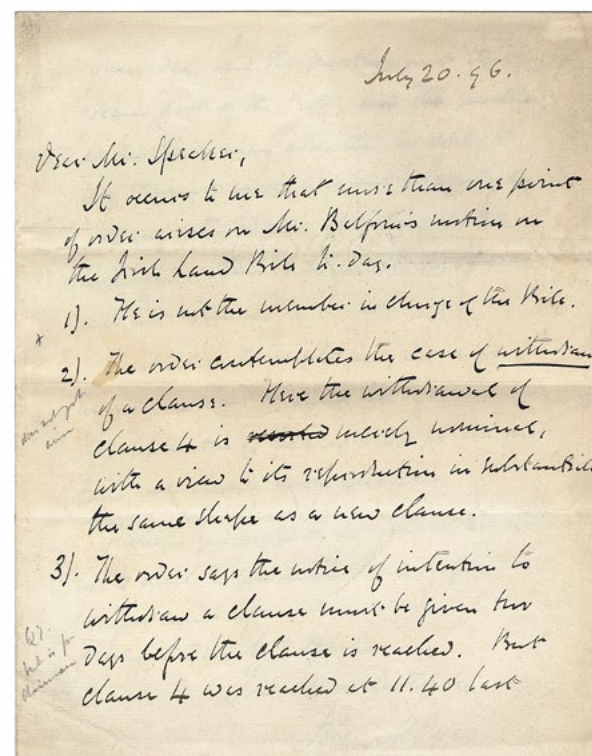 July 20. 96.
Dear Mr. Speaker,
It occurs to me that more than one point
of order arises on Mr. Balfour's motion on
the Irish Land Bill to-day.
1). He is not the member in charge of the Bill.
x
2). The order contemplates the case of withdrawal
of a clause. Here the withdrawal of
clause 4 is merely nominal,
with a view to its reproduction in substantially
the same shape as a new clause.
3). The order says the notice of intention to
withdraw a clause must be given two
days before the clause is reached. But
clause 4 was reached at 11.40 last
Q?
but is for
chairman